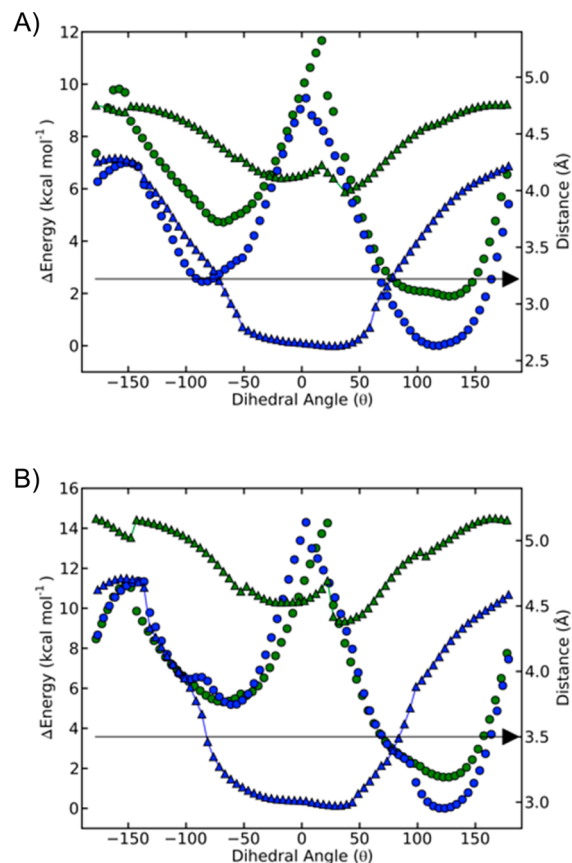 A)
12
10
8
6
4
2
0
ΔEnergy (kcal mol⁻¹)
5.0
4.5
4.0
3.5
3.0
2.5
Distance (Å)
−150 −100 −50 0 50 100 150
Dihedral Angle (θ)
B)
16
14
12
10
8
6
4
2
0
ΔEnergy (kcal mol⁻¹)
5.0
4.5
4.0
3.5
3.0
Distance (Å)
−150 −100 −50 0 50 100 150
Dihedral Angle (θ)